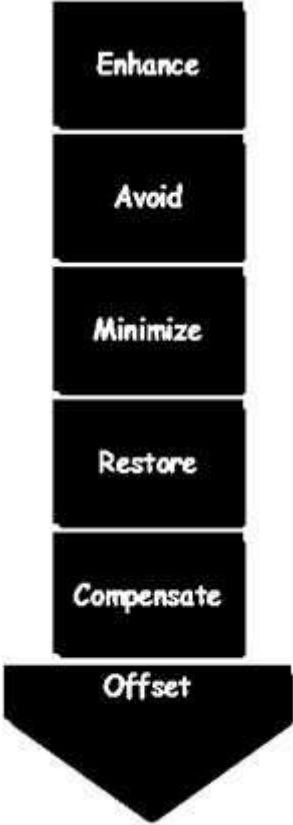 Enhance
Avoid
Minimize
Restore
Compensate
Offset